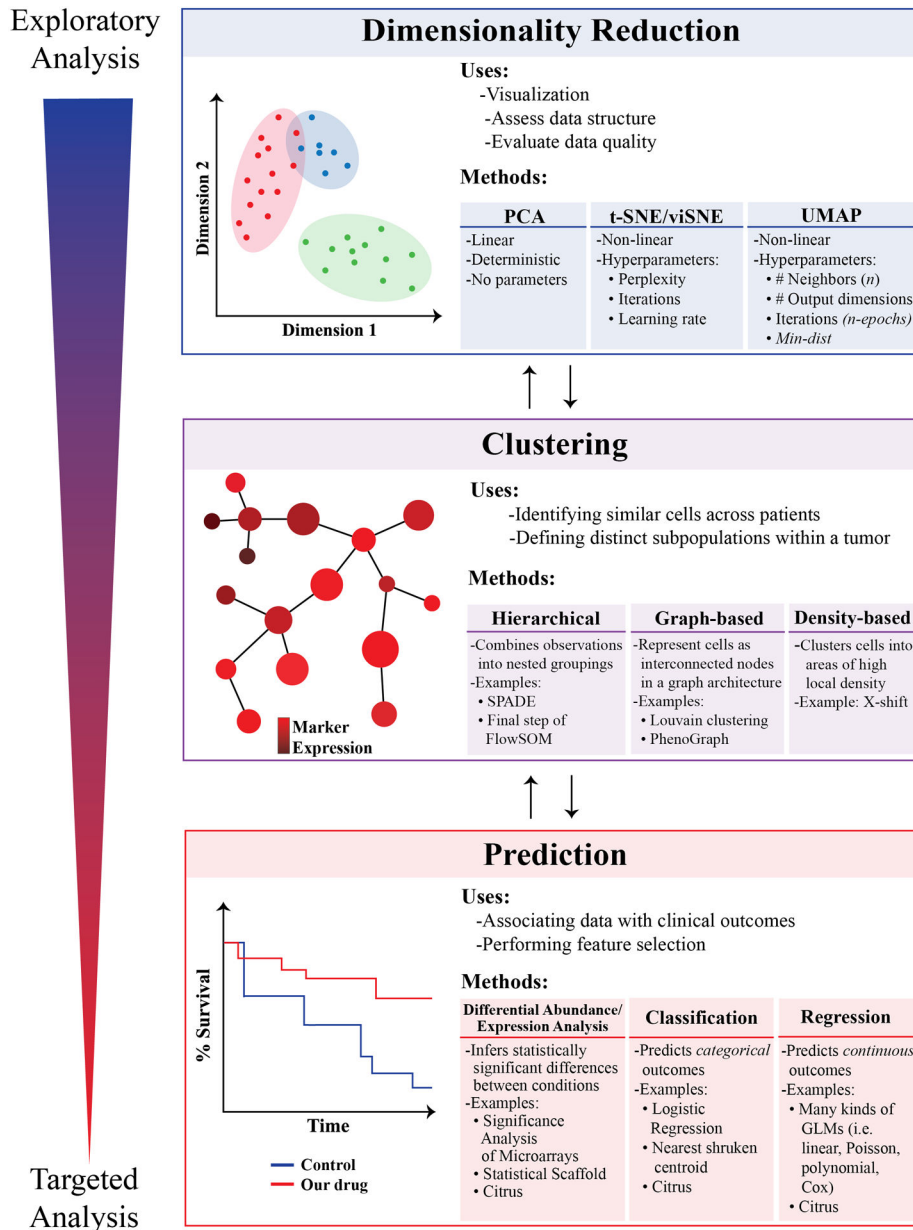 Exploratory
Analysis
Dimensionality Reduction
Dimension 2
Dimension 1
Uses:
-Visualization
-Assess data structure
-Evaluate data quality
Methods:
PCA
-Linear
-Deterministic
-No parameters
t-SNE/viSNE
-Non-linear
-Hyperparameters:
• Perplexity
• Iterations
• Learning rate
UMAP
-Non-linear
-Hyperparameters:
• # Neighbors (n)
• # Output dimensions
• Iterations (n-epochs)
• Min-dist
Clustering
Marker
Expression
Uses:
-Identifying similar cells across patients
-Defining distinct subpopulations within a tumor
Methods:
Hierarchical
-Combines observations
into nested groupings
-Examples:
• SPADE
• Final step of
FlowSOM
Graph-based
-Represent cells as
interconnected nodes
in a graph architecture
-Examples:
• Louvain clustering
• PhenoGraph
Density-based
-Clusters cells into
areas of high
local density
-Example: X-shift
Prediction
% Survival
Time
Control
Our drug
Uses:
-Associating data with clinical outcomes
-Performing feature selection
Methods:
Differential Abundance/
Expression Analysis
-Infers statistically
significant differences
between conditions
-Examples:
• Significance
Analysis
of Microarrays
• Statistical Scaffold
• Citrus
Classification
-Predicts categorical
outcomes
-Examples:
• Logistic
Regression
• Nearest shruken
centroid
• Citrus
Regression
-Predicts continuous
outcomes
-Examples:
• Many kinds of
GLMs (i.e.
linear, Poisson,
polynomial,
Cox)
• Citrus
Targeted
Analysis